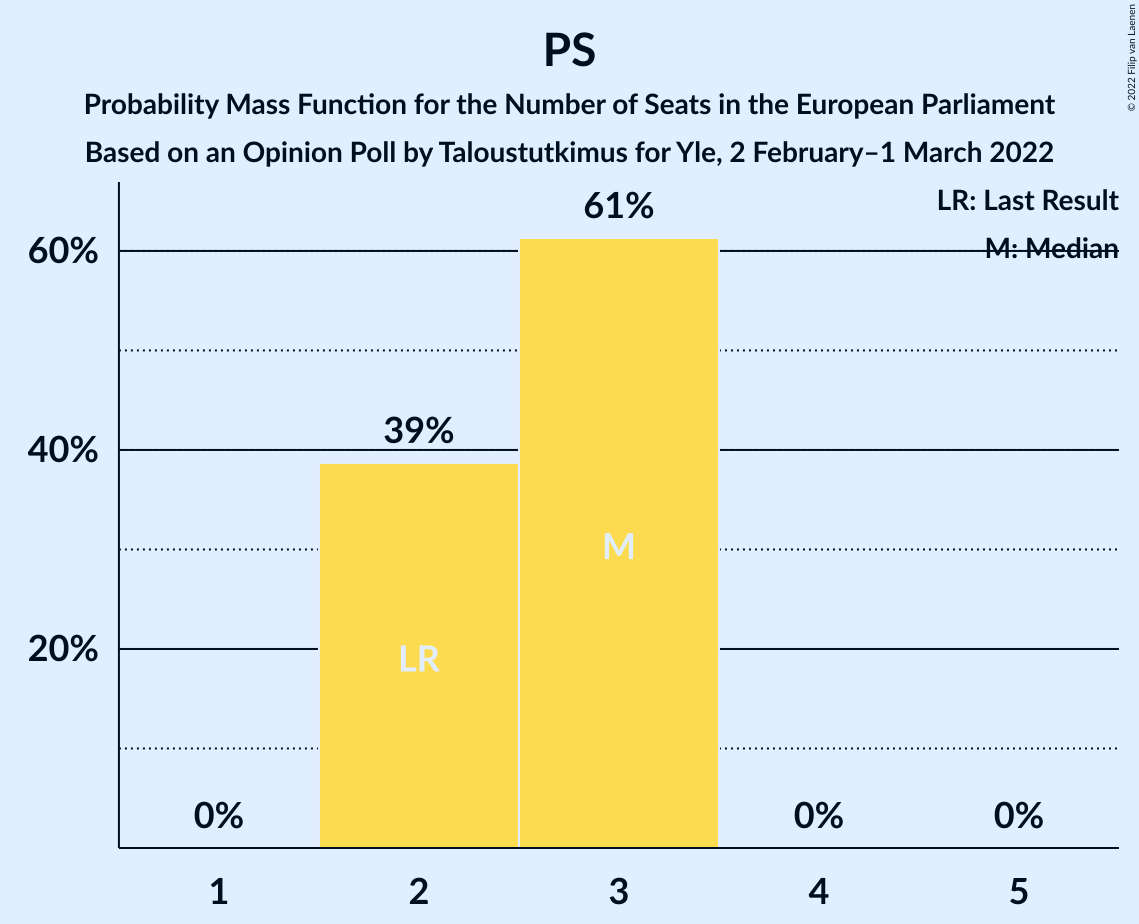 PS
Probability Mass Function for the Number of Seats in the European Parliament
Based on an Opinion Poll by Taloustutkimus for Yle, 2 February–1 March 2022
© 2022 Filip van Laenen
LR: Last Result
M: Median
61%
60%
39%
40%
M
20%
LR
0%
0%
0%
1
2
3
4
5